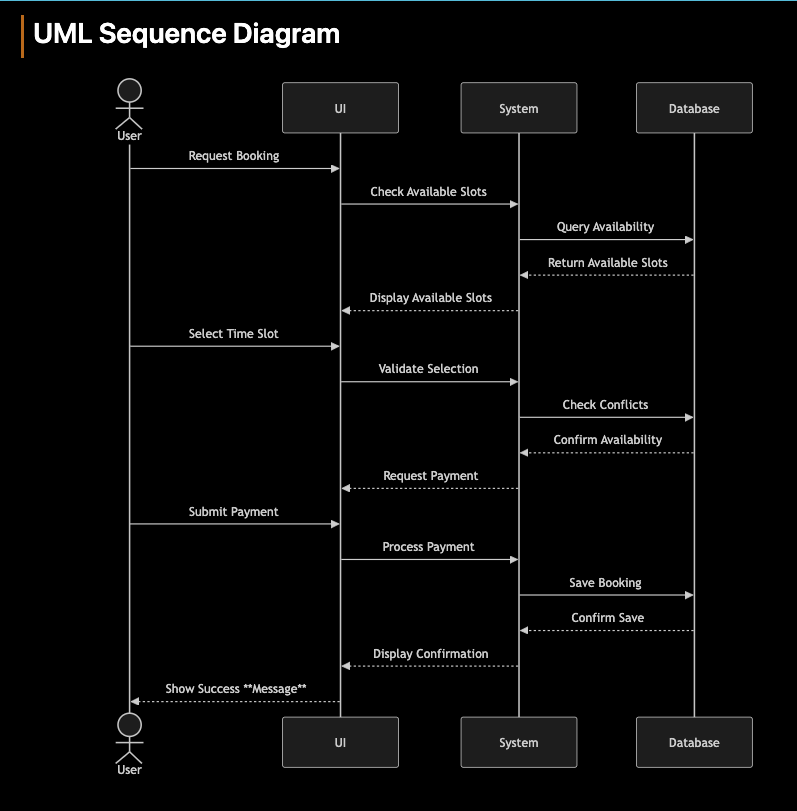 UML Sequence Diagram
User
UI
System
Database
Request Booking
Check Available Slots
Query Availability
Return Available Slots
Display Available Slots
Select Time Slot
Validate Selection
Check Conflicts
Confirm Availability
Request Payment
Submit Payment
Process Payment
Save Booking
Confirm Save
Display Confirmation
Show Success **Message**
User
UI
System
Database